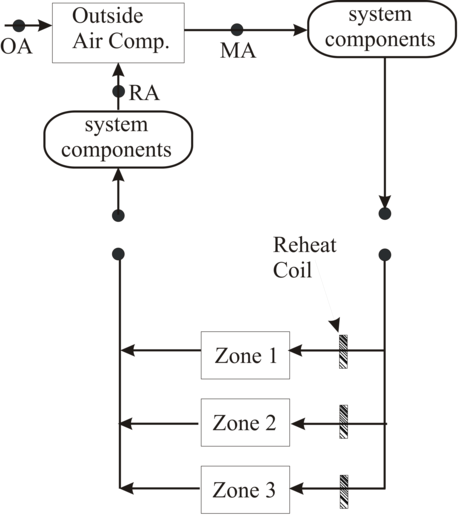 OA
Outside
Air Comp.
MA
system
components
RA
system
components
Reheat
Coil
Zone 1
Zone 2
Zone 3